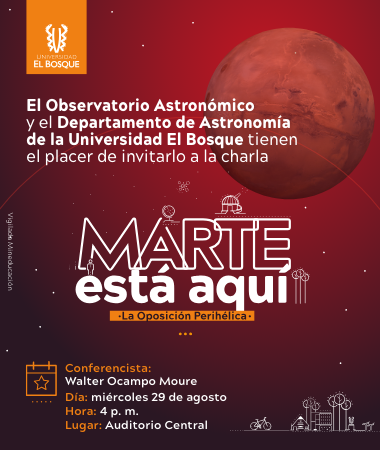 UNIVERSIDAD
EL BOSQUE
El Observatorio Astronómico
y el Departamento de Astronomía
de la Universidad El Bosque tienen
el placer de invitarlo a la charla
Vigilada Mineducación
MARTE
está aquí
•La Oposición Perihélica•
Conferencista:
Walter Ocampo Moure
Día: miércoles 29 de agosto
Hora: 4 p. m.
Lugar: Auditorio Central